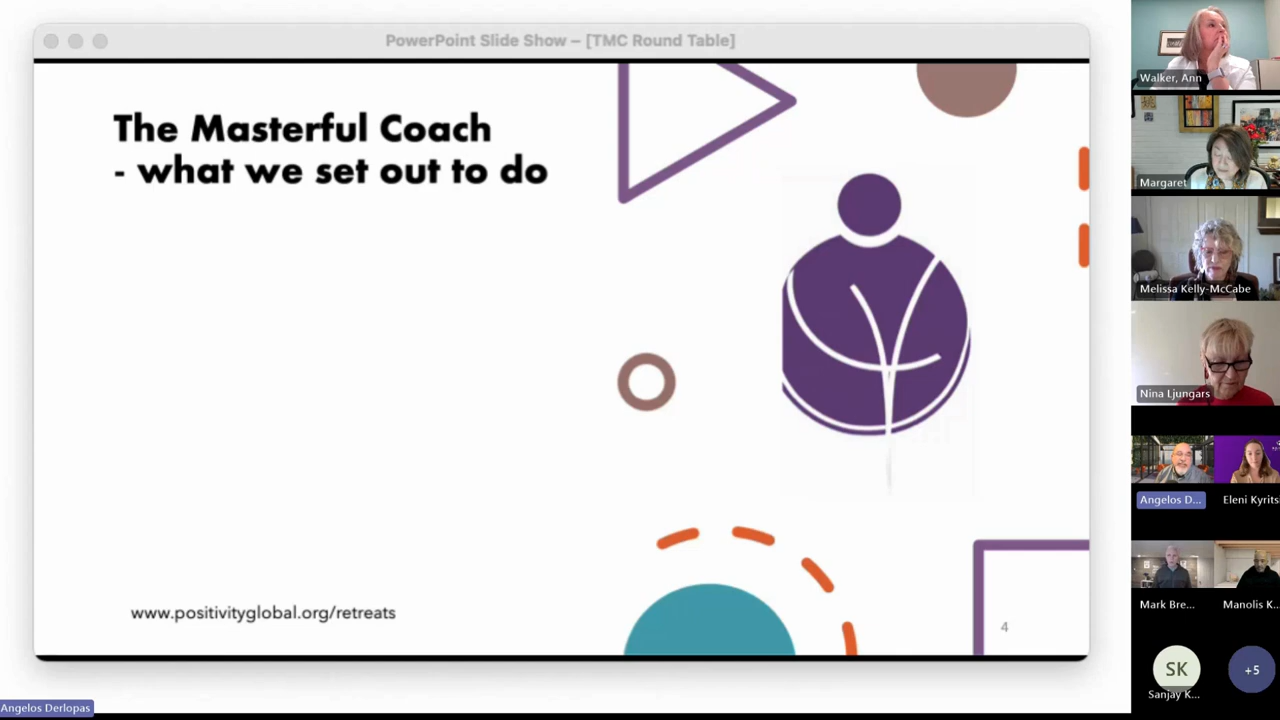 PowerPoint Slide Show – [TMC Round Table]
The Masterful Coach
- what we set out to do
www.positivityglobal.org/retreats
4
Walker, Ann
Margaret
Melissa Kelly-McCabe
Nina Ljungars
Angelos D...
Eleni Kyrits
Mark Bre...
Manolis K...
SK
+5
Sanjay K...
Angelos Derlopas